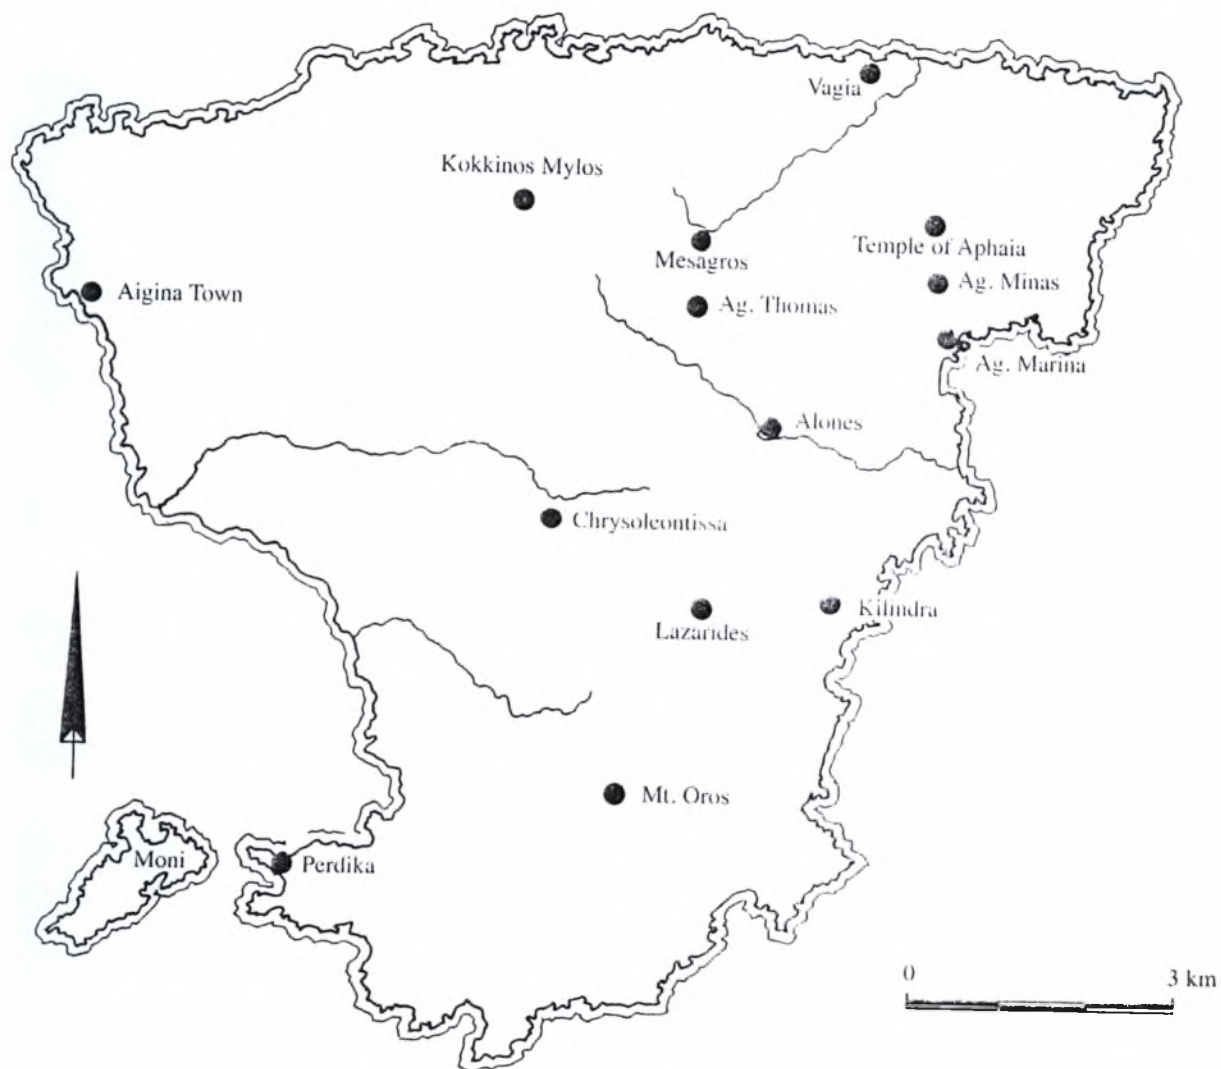 Vagia
Kokkinos Mylos
Mesagros
Temple of Aphaia
Aigina Town
Ag. Thomas
Ag. Minas
Ag. Marina
Alones
Chrysoleontissa
Lazarides
Kilindra
Mt. Oros
Moni
Perdika
0
3 km